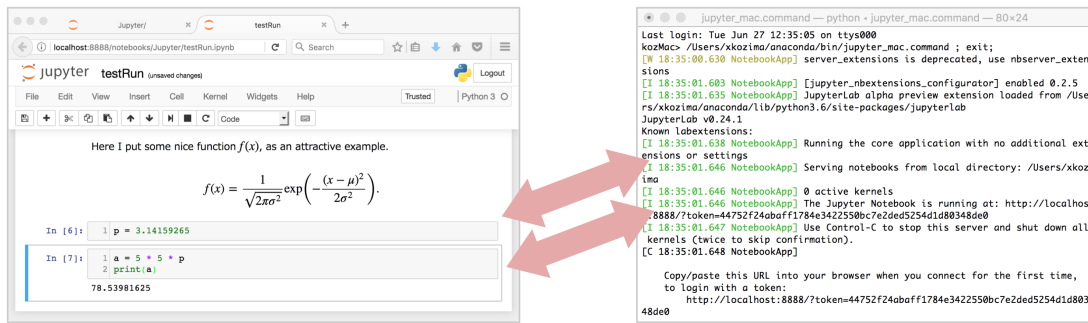 Jupyter/
testRun
localhost:8888/notebooks/Jupyter/testRun.ipynb
Search
jupyter testRun (unsaved changes)
Logout
File Edit View Insert Cell Kernel Widgets Help
Trusted
Python 3
Code
Here I put some nice function f(x), as an attractive example.
f(x) = 1/√2πσ² exp(−(x − μ)²/2σ²).
In [6]: 1 p = 3.14159265
In [7]: 1 a = 5 * 5 * p
2 print(a)
78.53981625
jupyter_mac.command — python • jupyter_mac.command — 80×24
Last login: Tue Jun 27 12:35:05 on ttys000
kozMac> /Users/xkozima/anaconda/bin/jupyter_mac.command ; exit;
[W 18:35:00.630 NotebookApp] server_extensions is deprecated, use nbserver_exten
sions
[I 18:35:01.603 NotebookApp] [jupyter_nbextensions_configurator] enabled 0.2.5
[I 18:35:01.635 NotebookApp] JupyterLab alpha preview extension loaded from /Use
rs/xkozima/anaconda/lib/python3.6/site-packages/jupyterlab
JupyterLab v0.24.1
Known labextensions:
[I 18:35:01.638 NotebookApp] Running the core application with no additional ext
ensions or settings
[I 18:35:01.646 NotebookApp] Serving notebooks from local directory: /Users/xkoz
ima
[I 18:35:01.646 NotebookApp] 0 active kernels
[I 18:35:01.646 NotebookApp] The Jupyter Notebook is running at: http://localhos
:8888/?token=44752f24abaff1784e3422550bc7e2ded5254d1d80348de0
[I 18:35:01.647 NotebookApp] Use Control-C to stop this server and shut down all
kernels (twice to skip confirmation).
[C 18:35:01.648 NotebookApp]
Copy/paste this URL into your browser when you connect for the first time,
to login with a token:
http://localhost:8888/?token=44752f24abaff1784e3422550bc7e2ded5254d1d803
48de0